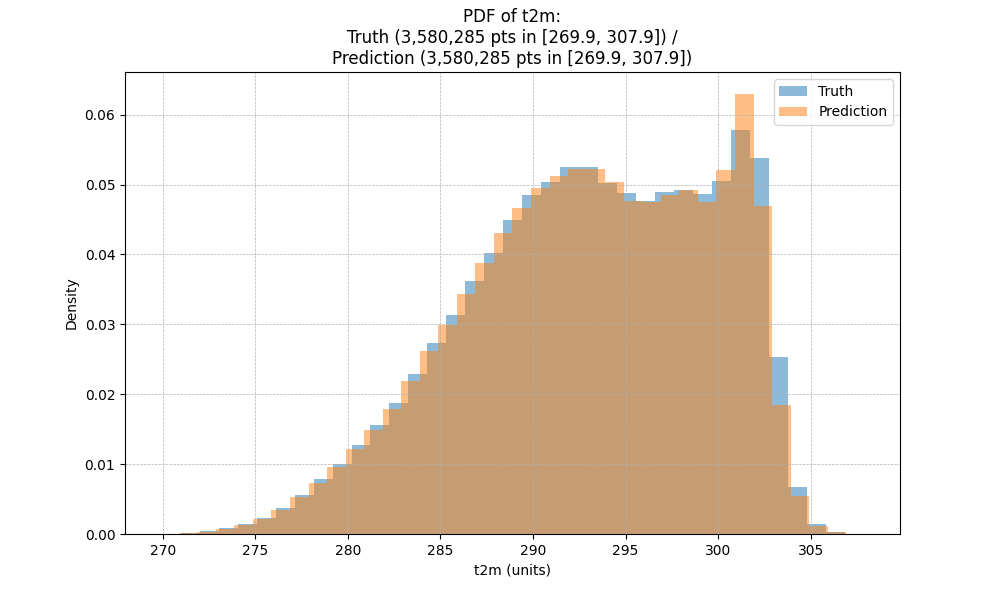 PDF of t2m:
Truth (3,580,285 pts in [269.9, 307.9]) /
Prediction (3,580,285 pts in [269.9, 307.9])
Truth
Prediction
Density
0.06
0.05
0.04
0.03
0.02
0.01
0.00
270
275
280
285
290
295
300
305
t2m (units)